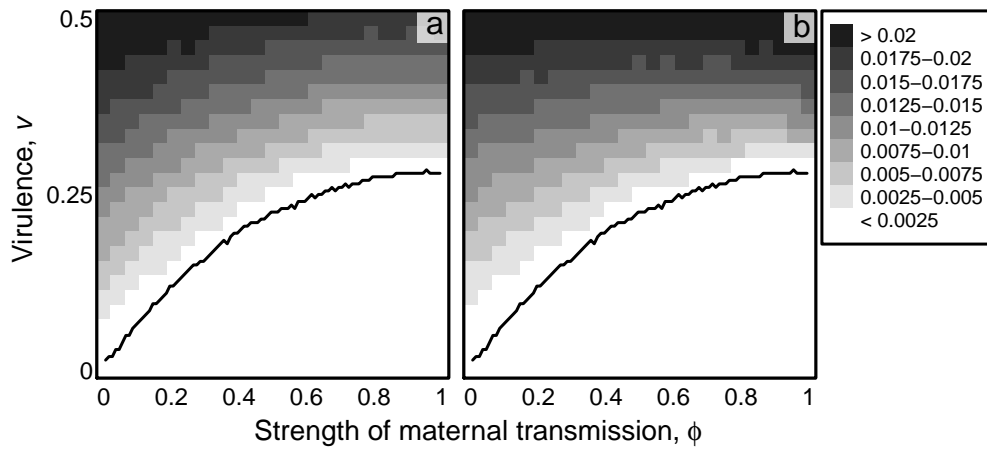 a
b
0.5
0.25
0
Virulence, v
0 0.2 0.4 0.6 0.8 1
0 0.2 0.4 0.6 0.8 1
Strength of maternal transmission, ϕ
> 0.02
0.0175−0.02
0.015−0.0175
0.0125−0.015
0.01−0.0125
0.0075−0.01
0.005−0.0075
0.0025−0.005
< 0.0025